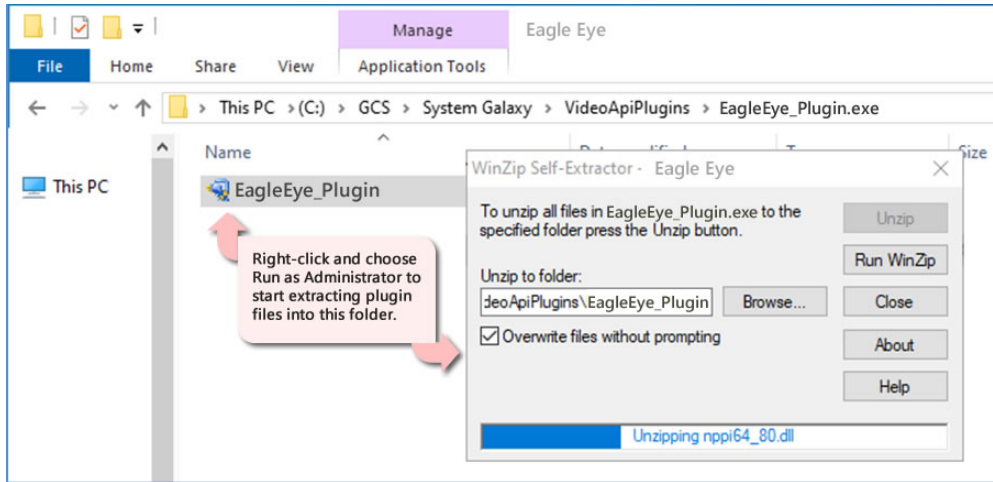 Manage
Eagle Eye
File
Home
Share
View
Application Tools
This PC > (C:) > GCS > System Galaxy > VideoApiPlugins > EagleEye_Plugin.exe
Name
Size
This PC
EagleEye_Plugin
Right-click and choose
Run as Administrator to
start extracting plugin
files into this folder.
WinZip Self-Extractor - Eagle Eye
To unzip all files in EagleEye_Plugin.exe to the
specified folder press the Unzip button.
Unzip to folder:
deoApiPlugins\EagleEye_Plugin
Browse...
Overwrite files without prompting
Unzip
Run WinZip
Close
About
Help
Unzipping nppi64_80.dll